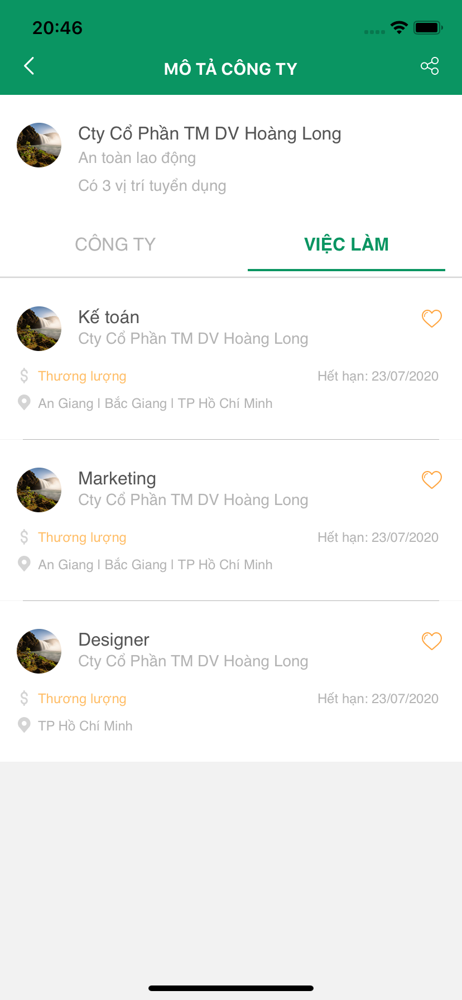 20:46
MÔ TẢ CÔNG TY
Cty Cổ Phần TM DV Hoàng Long
An toàn lao động
Có 3 vị trí tuyển dụng
CÔNG TY
VIỆC LÀM
Kế toán
Cty Cổ Phần TM DV Hoàng Long
$ Thương lượng
Hết hạn: 23/07/2020
An Giang | Bắc Giang | TP Hồ Chí Minh
Marketing
Cty Cổ Phần TM DV Hoàng Long
$ Thương lượng
Hết hạn: 23/07/2020
An Giang | Bắc Giang | TP Hồ Chí Minh
Designer
Cty Cổ Phần TM DV Hoàng Long
$ Thương lượng
Hết hạn: 23/07/2020
TP Hồ Chí Minh